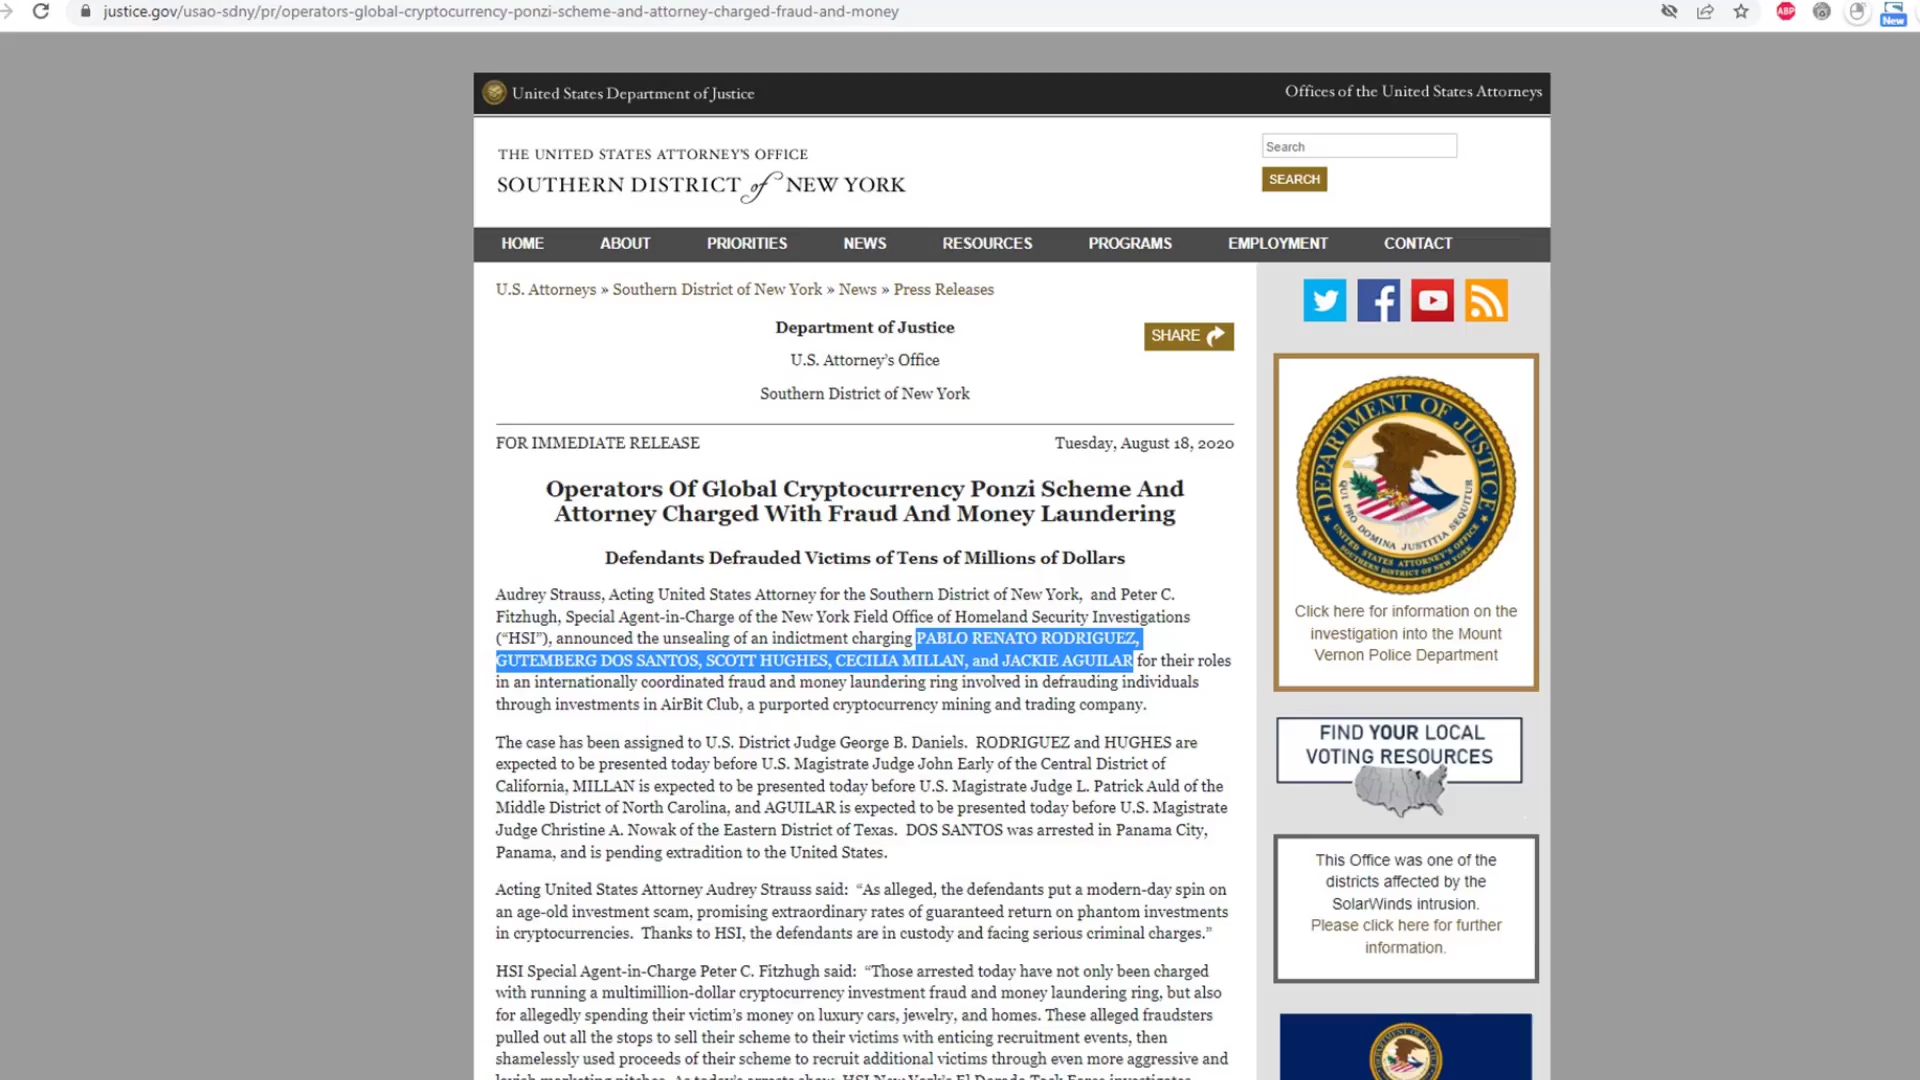 justice.gov/usao-sdny/pr/operators-global-cryptocurrency-ponzi-scheme-and-attorney-charged-fraud-and-money
ABP
New
United States Department of Justice
Offices of the United States Attorneys
THE UNITED STATES ATTORNEY'S OFFICE
SOUTHERN DISTRICT of NEW YORK
Search
SEARCH
HOME ABOUT PRIORITIES NEWS RESOURCES PROGRAMS EMPLOYMENT CONTACT
U.S. Attorneys » Southern District of New York » News » Press Releases
Department of Justice
SHARE
U.S. Attorney's Office
Southern District of New York
FOR IMMEDIATE RELEASE
Tuesday, August 18, 2020
Operators Of Global Cryptocurrency Ponzi Scheme And
Attorney Charged With Fraud And Money Laundering
Defendants Defrauded Victims of Tens of Millions of Dollars
Audrey Strauss, Acting United States Attorney for the Southern District of New York,  and Peter C.
Fitzhugh, Special Agent-in-Charge of the New York Field Office of Homeland Security Investigations
(“HSI”), announced the unsealing of an indictment charging PABLO RENATO RODRIGUEZ,
GUTEMBERG DOS SANTOS, SCOTT HUGHES, CECILIA MILLAN, and JACKIE AGUILAR for their roles
in an internationally coordinated fraud and money laundering ring involved in defrauding individuals
through investments in AirBit Club, a purported cryptocurrency mining and trading company.
The case has been assigned to U.S. District Judge George B. Daniels.  RODRIGUEZ and HUGHES are
expected to be presented today before U.S. Magistrate Judge John Early of the Central District of
California, MILLAN is expected to be presented today before U.S. Magistrate Judge L. Patrick Auld of the
Middle District of North Carolina, and AGUILAR is expected to be presented today before U.S. Magistrate
Judge Christine A. Nowak of the Eastern District of Texas.  DOS SANTOS was arrested in Panama City,
Panama, and is pending extradition to the United States.
Acting United States Attorney Audrey Strauss said:  “As alleged, the defendants put a modern-day spin on
an age-old investment scam, promising extraordinary rates of guaranteed return on phantom investments
in cryptocurrencies.  Thanks to HSI, the defendants are in custody and facing serious criminal charges.”
HSI Special Agent-in-Charge Peter C. Fitzhugh said:  “Those arrested today have not only been charged
with running a multimillion-dollar cryptocurrency investment fraud and money laundering ring, but also
for allegedly spending their victim's money on luxury cars, jewelry, and homes. These alleged fraudsters
pulled out all the stops to sell their scheme to their victims with enticing recruitment events, then
shamelessly used proceeds of their scheme to recruit additional victims through even more aggressive and
DEPARTMENT OF JUSTICE
QUI PRO DOMINA JUSTITIA SEQUITUR
UNITED STATES ATTORNEY'S OFFICE
SOUTHERN DISTRICT OF NEW YORK
Click here for information on the
investigation into the Mount
Vernon Police Department
FIND YOUR LOCAL
VOTING RESOURCES
This Office was one of the
districts affected by the
SolarWinds intrusion.
Please click here for further
information.